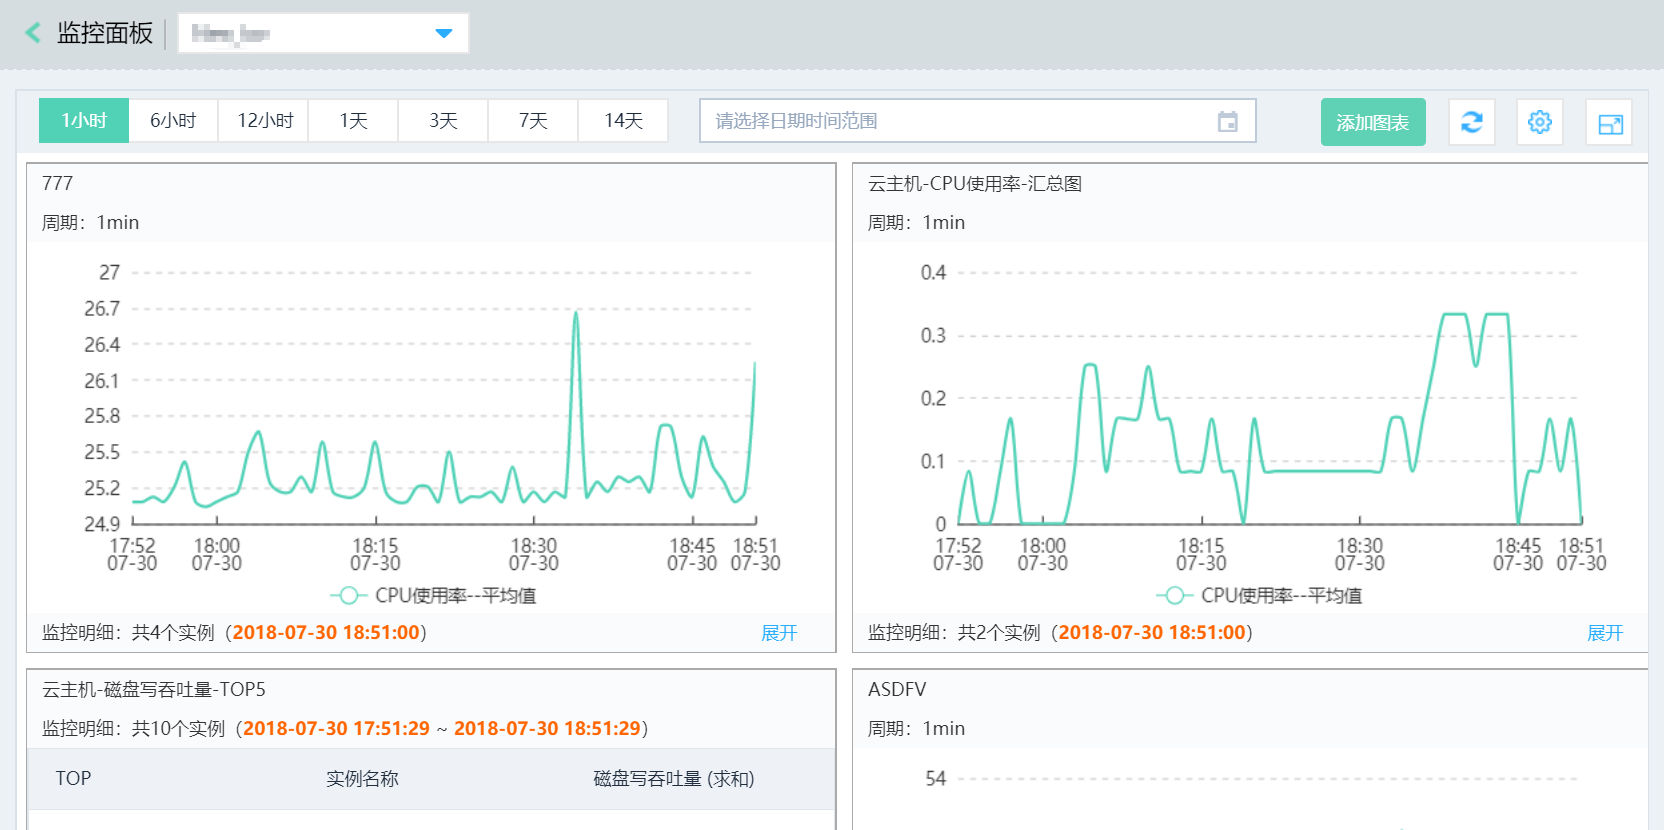 监控面板
1小时 6小时 12小时 1天 3天 7天 14天 请选择日期时间范围 添加图表
777
周期：1min
27
26.7
26.4
26.1
25.8
25.5
25.2
24.9
17:52 18:00 18:15 18:30 18:45 18:51
07-30 07-30 07-30 07-30 07-30 07-30
CPU使用率--平均值
监控明细：共4个实例（2018-07-30 18:51:00） 展开
云主机-CPU使用率-汇总图
周期：1min
0.4
0.3
0.2
0.1
0
17:52 18:00 18:15 18:30 18:45 18:51
07-30 07-30 07-30 07-30 07-30 07-30
CPU使用率--平均值
监控明细：共2个实例（2018-07-30 18:51:00） 展开
云主机-磁盘写吞吐量-TOP5
监控明细：共10个实例（2018-07-30 17:51:29 ~ 2018-07-30 18:51:29）
TOP 实例名称 磁盘写吞吐量 (求和)
ASDFV
周期：1min
54